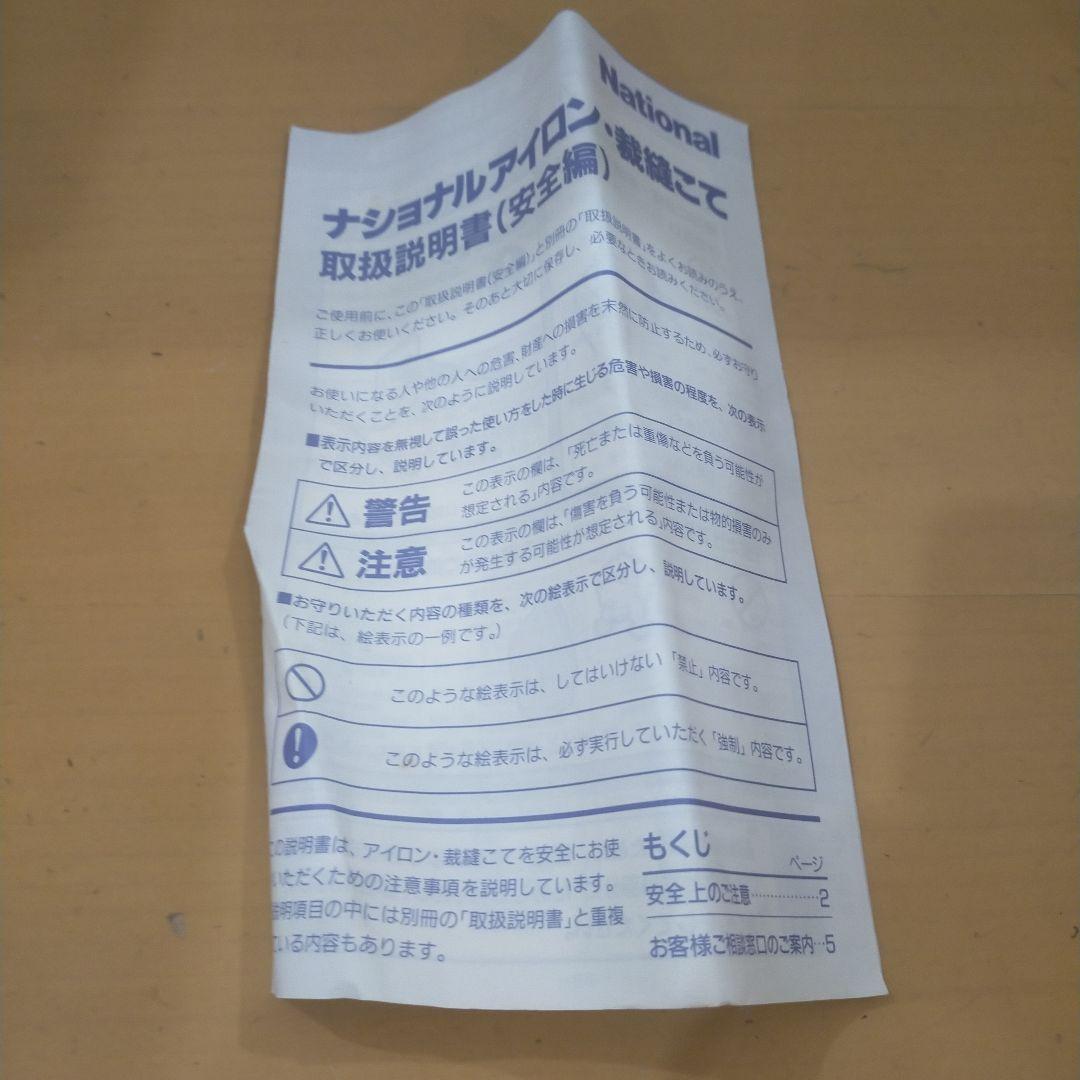 National
ナショナルアイロン・裁縫こて
取扱説明書(安全編)
ご使用前に、この「取扱説明書(安全編)」と別冊の「取扱説明書」をよくお読みのうえ、
正しくお使いください。そのあと大切に保存し、必要なときお読みください。
お使いになる人や他の人への危害、財産への損害を未然に防止するため、必ずお守り
いただくことを、次のように説明しています。
■表示内容を無視して誤った使い方をした時に生じる危害や損害の程度を、次の表示
で区分し、説明しています。
警告
この表示の欄は、「死亡または重傷などを負う可能性が
想定される」内容です。
注意
この表示の欄は、「傷害を負う可能性または物的損害のみ
が発生する可能性が想定される」内容です。
■お守りいただく内容の種類を、次の絵表示で区分し、説明しています。
(下記は、絵表示の一例です。)
このような絵表示は、してはいけない「禁止」内容です。
このような絵表示は、必ず実行していただく「強制」内容です。
の説明書は、アイロン・裁縫こてを安全にお使
いただくための注意事項を説明しています。
説明項目の中には別冊の「取扱説明書」と重複
ている内容もあります。
もくじ
ページ
安全上のご注意………………2
お客様ご相談窓口のご案内…5